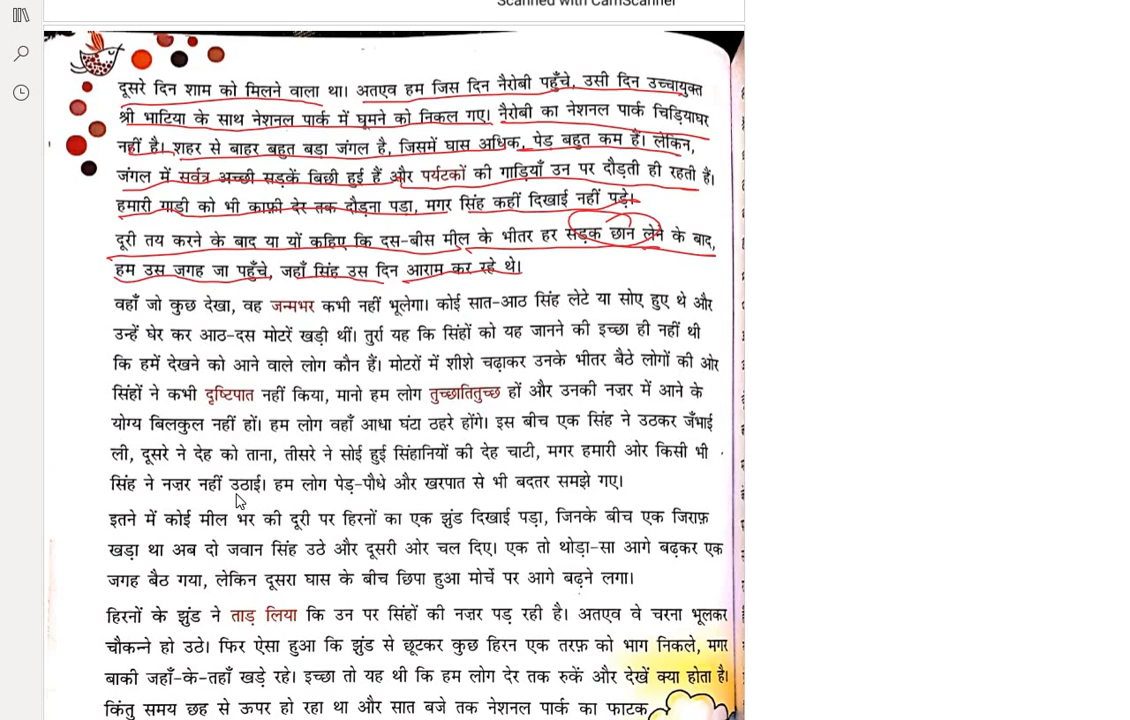 Scanned with CamScanner
दूसरे दिन शाम को मिलने वाला था। अतएव हम जिस दिन नैरोबी पहुँचे, उसी दिन उच्चायुक्त
श्री भाटिया के साथ नेशनल पार्क में घूमने को निकल गए। नैरोबी का नेशनल पार्क चिड़ियाघर
नहीं है। शहर से बाहर बहुत बड़ा जंगल है, जिसमें घास अधिक, पेड़ बहुत कम हैं। लेकिन,
जंगल में सर्वत्र अच्छी सड़कें बिछी हुई हैं और पर्यटकों की गाड़ियाँ उन पर दौड़ती ही रहती हैं।
हमारी गाड़ी को भी काफ़ी देर तक दौड़ना पड़ा, मगर सिंह कहीं दिखाई नहीं पड़े।
दूरी तय करने के बाद या यों कहिए कि दस-बीस मील के भीतर हर सड़क छान लेने के बाद,
हम उस जगह जा पहुँचे, जहाँ सिंह उस दिन आराम कर रहे थे।
वहाँ जो कुछ देखा, वह जन्मभर कभी नहीं भूलेगा। कोई सात-आठ सिंह लेटे या सोए हुए थे और
उन्हें घेर कर आठ-दस मोटरें खड़ी थीं। तुर्रा यह कि सिंहों को यह जानने की इच्छा ही नहीं थी
कि हमें देखने को आने वाले लोग कौन हैं। मोटरों में शीशे चढ़ाकर उनके भीतर बैठे लोगों की ओर
सिंहों ने कभी दृष्टिपात नहीं किया, मानो हम लोग तुच्छातितुच्छ हों और उनकी नज़र में आने के
योग्य बिलकुल नहीं हों। हम लोग वहाँ आधा घंटा ठहरे होंगे। इस बीच एक सिंह ने उठकर जँभाई
ली, दूसरे ने देह को ताना, तीसरे ने सोई हुई सिंहानियों की देह चाटी, मगर हमारी ओर किसी भी
सिंह ने नज़र नहीं उठाई। हम लोग पेड़-पौधे और खरपात से भी बदतर समझे गए।
इतने में कोई मील भर की दूरी पर हिरनों का एक झुंड दिखाई पड़ा, जिनके बीच एक जिराफ़
खड़ा था अब दो जवान सिंह उठे और दूसरी ओर चल दिए। एक तो थोड़ा-सा आगे बढ़कर एक
जगह बैठ गया, लेकिन दूसरा घास के बीच छिपा हुआ मोर्चे पर आगे बढ़ने लगा।
हिरनों के झुंड ने ताड़ लिया कि उन पर सिंहों की नज़र पड़ रही है। अतएव वे चरना भूलकर
चौकन्ने हो उठे। फिर ऐसा हुआ कि झुंड से छूटकर कुछ हिरन एक तरफ़ को भाग निकले, मगर
बाकी जहाँ-के-तहाँ खड़े रहे। इच्छा तो यह थी कि हम लोग देर तक रुकें और देखें क्या होता है।
किंतु समय छह से ऊपर हो रहा था और सात बजे तक नेशनल पार्क का फाटक